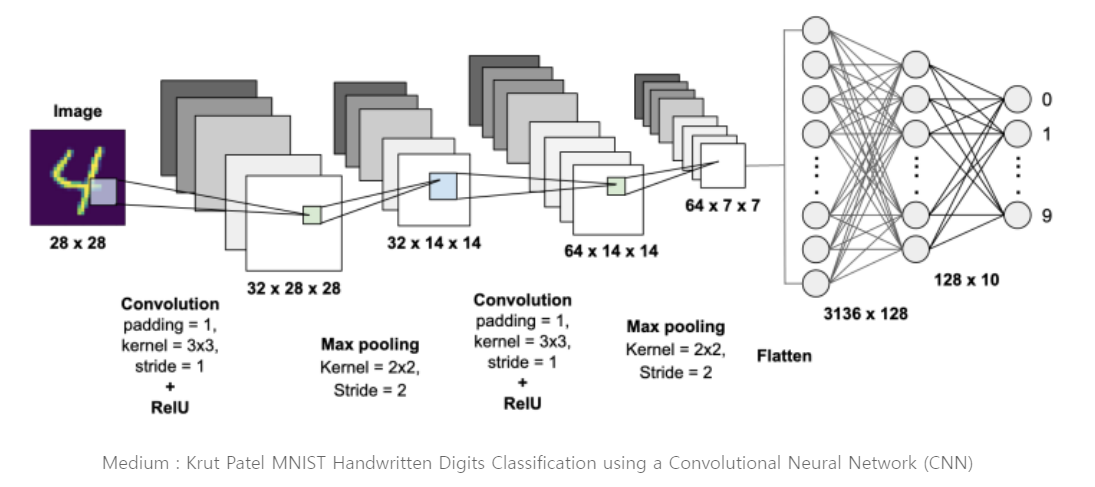 Image
28 x 28
32 x 28 x 28
Convolution
padding = 1,
kernel = 3x3,
stride = 1
+
RelU
32 x 14 x 14
Max pooling
Kernel = 2x2,
Stride = 2
64 x 14 x 14
Convolution
padding = 1,
kernel = 3x3,
stride = 1
+
RelU
64 x 7 x 7
Max pooling
Kernel = 2x2,
Stride = 2
Flatten
3136 x 128
128 x 10
0
1
9
Medium : Krut Patel MNIST Handwritten Digits Classification using a Convolutional Neural Network (CNN)